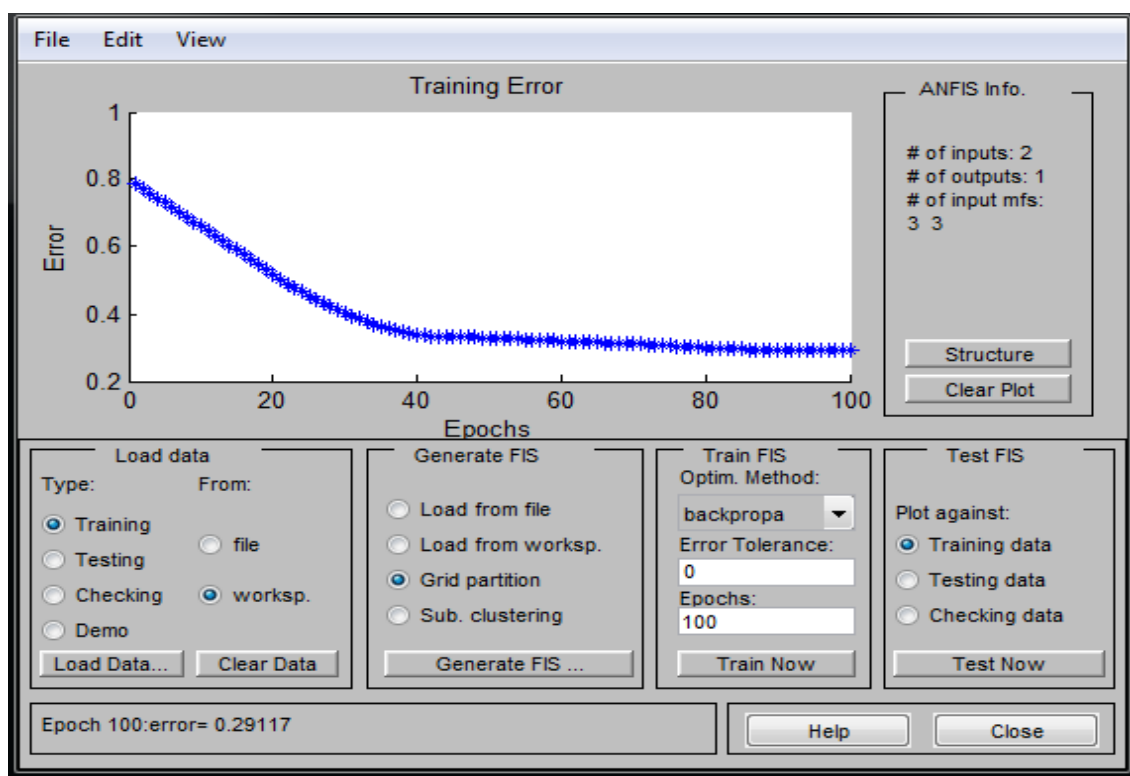 File Edit View
Training Error
1
0.8
0.6
0.4
0.2
Error
0 20 40 60 80 100
Epochs
ANFIS Info.
# of inputs: 2
# of outputs: 1
# of input mfs:
3 3
Structure
Clear Plot
Load data
Type: From:
Training
Testing
Checking
Demo
file
worksp.
Load Data... Clear Data
Generate FIS
Load from file
Load from worksp.
Grid partition
Sub. clustering
Generate FIS ...
Train FIS
Optim. Method:
backpropa
Error Tolerance:
0
Epochs:
100
Train Now
Test FIS
Plot against:
Training data
Testing data
Checking data
Test Now
Epoch 100:error= 0.29117
Help Close